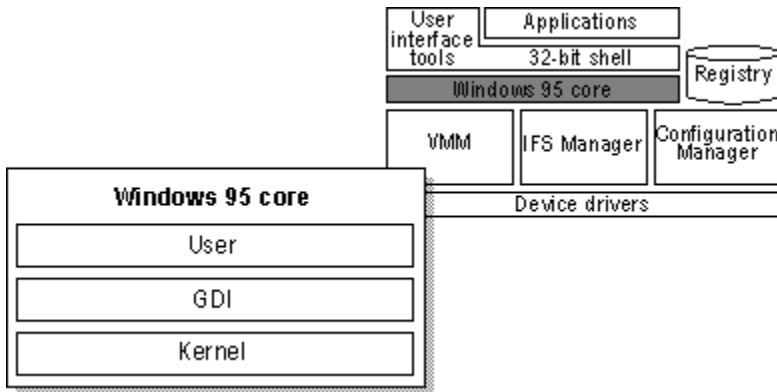 User
interface
tools
Applications
32-bit shell
Registry
Windows 95 core
VMM
IFS Manager
Configuration
Manager
Device drivers
Windows 95 core
User
GDI
Kernel